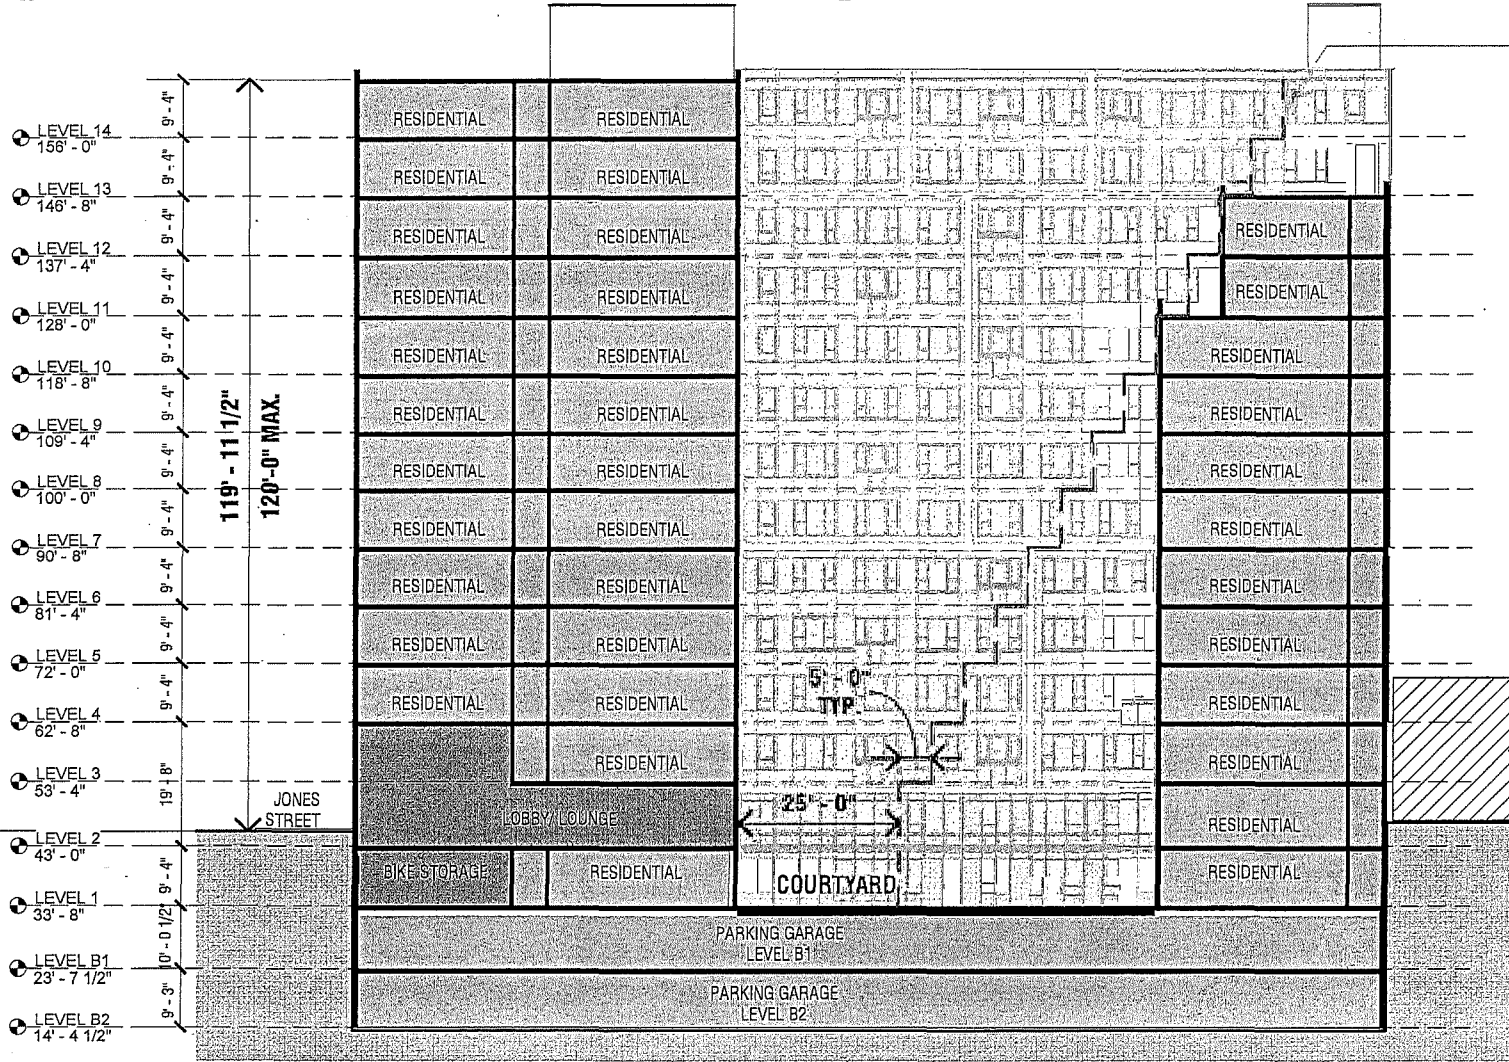 LEVEL 14
156' - 0"
LEVEL 13
146' - 8"
LEVEL 12
137' - 4"
LEVEL 11
128' - 0"
LEVEL 10
118' - 8"
LEVEL 9
109' - 4"
LEVEL 8
100' - 0"
LEVEL 7
90' - 8"
LEVEL 6
81' - 4"
LEVEL 5
72' - 0"
LEVEL 4
62' - 8"
LEVEL 3
53' - 4"
LEVEL 2
43' - 0"
LEVEL 1
33' - 8"
LEVEL B1
23' - 7 1/2"
LEVEL B2
14' - 4 1/2"
9' - 4"
9' - 4"
9' - 4"
9' - 4"
9' - 4"
9' - 4"
9' - 4"
9' - 4"
9' - 4"
9' - 4"
9' - 4"
19' - 8"
9' - 4"
10' - 0 1/2"
9' - 3"
119' - 11 1/2"
120'-0" MAX.
JONES
STREET
RESIDENTIAL RESIDENTIAL
RESIDENTIAL RESIDENTIAL
RESIDENTIAL RESIDENTIAL RESIDENTIAL
RESIDENTIAL RESIDENTIAL RESIDENTIAL
RESIDENTIAL RESIDENTIAL RESIDENTIAL
RESIDENTIAL RESIDENTIAL RESIDENTIAL
RESIDENTIAL RESIDENTIAL RESIDENTIAL
RESIDENTIAL RESIDENTIAL RESIDENTIAL
RESIDENTIAL RESIDENTIAL RESIDENTIAL
RESIDENTIAL RESIDENTIAL RESIDENTIAL
RESIDENTIAL RESIDENTIAL RESIDENTIAL
5' - 0"
TYP.
RESIDENTIAL RESIDENTIAL
25' - 0"
LOBBY/LOUNGE RESIDENTIAL
BIKE STORAGE RESIDENTIAL COURTYARD RESIDENTIAL
PARKING GARAGE
LEVEL B1
PARKING GARAGE
LEVEL B2